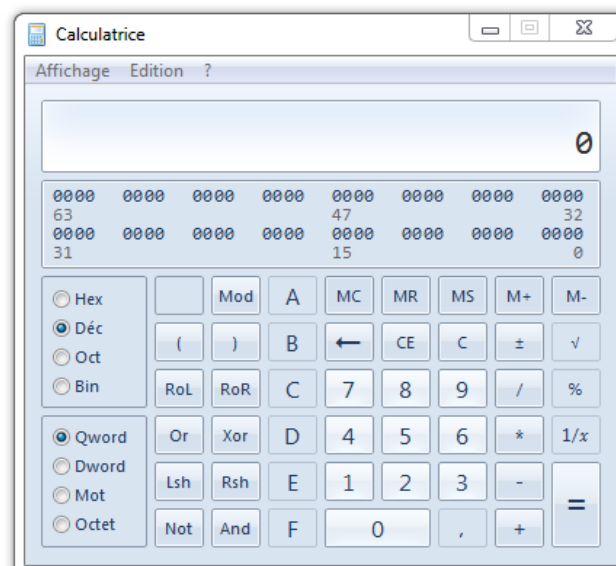 Calculatrice
Affichage Edition ?
0
0000 0000 0000 0000 0000 0000 0000 0000
63 47 32
0000 0000 0000 0000 0000 0000 0000 0000
31 15 0
Hex Mod A MC MR MS M+ M-
Déc ( ) B ← CE C ± √
Oct
Bin RoL RoR C 7 8 9 / %
Qword Or Xor D 4 5 6 * 1/x
Dword
Mot Lsh Rsh E 1 2 3 - =
Octet Not And F 0 , +